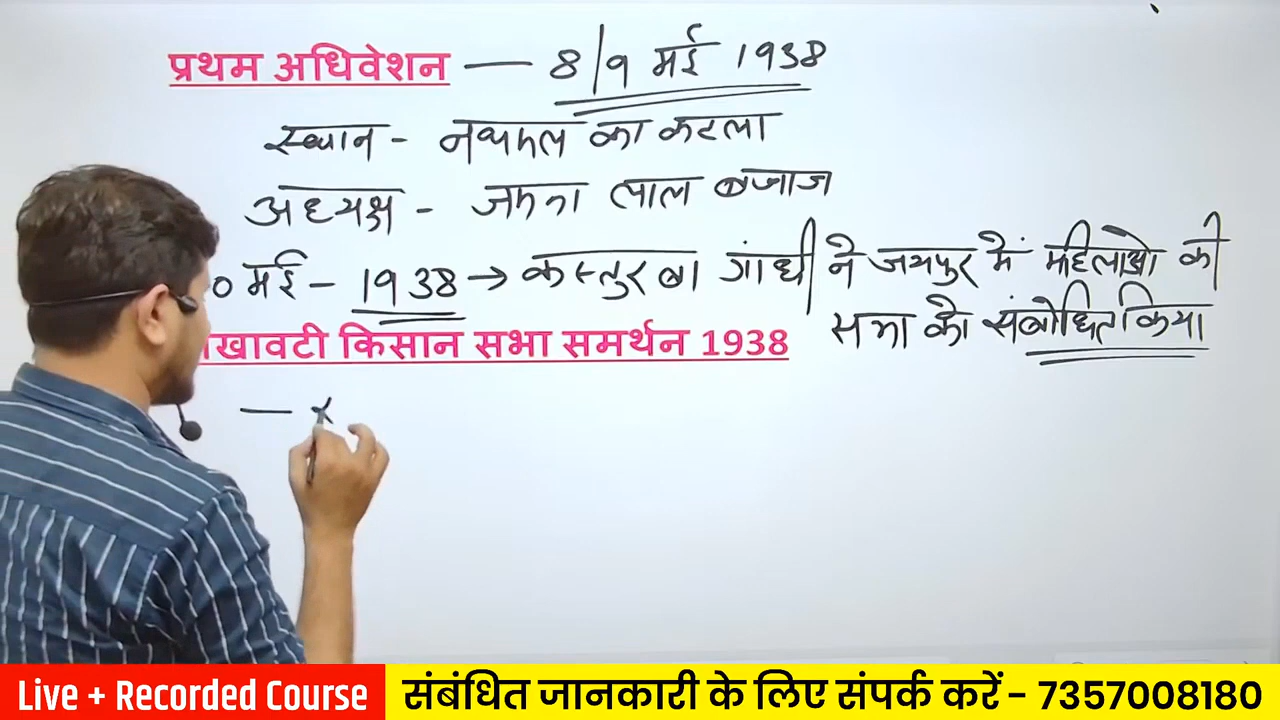 प्रथम अधिवेशन — 8/9 मई 1938
स्थान - नथमल का कटला
अध्यक्ष - जमना लाल बजाज
मई - 1938 → कस्तुरबा गांधी ने जयपुर में महिलाओ की
सभा को संबोधित किया
खावटी किसान सभा समर्थन 1938
Live + Recorded Course
संबंधित जानकारी के लिए संपर्क करें - 7357008180